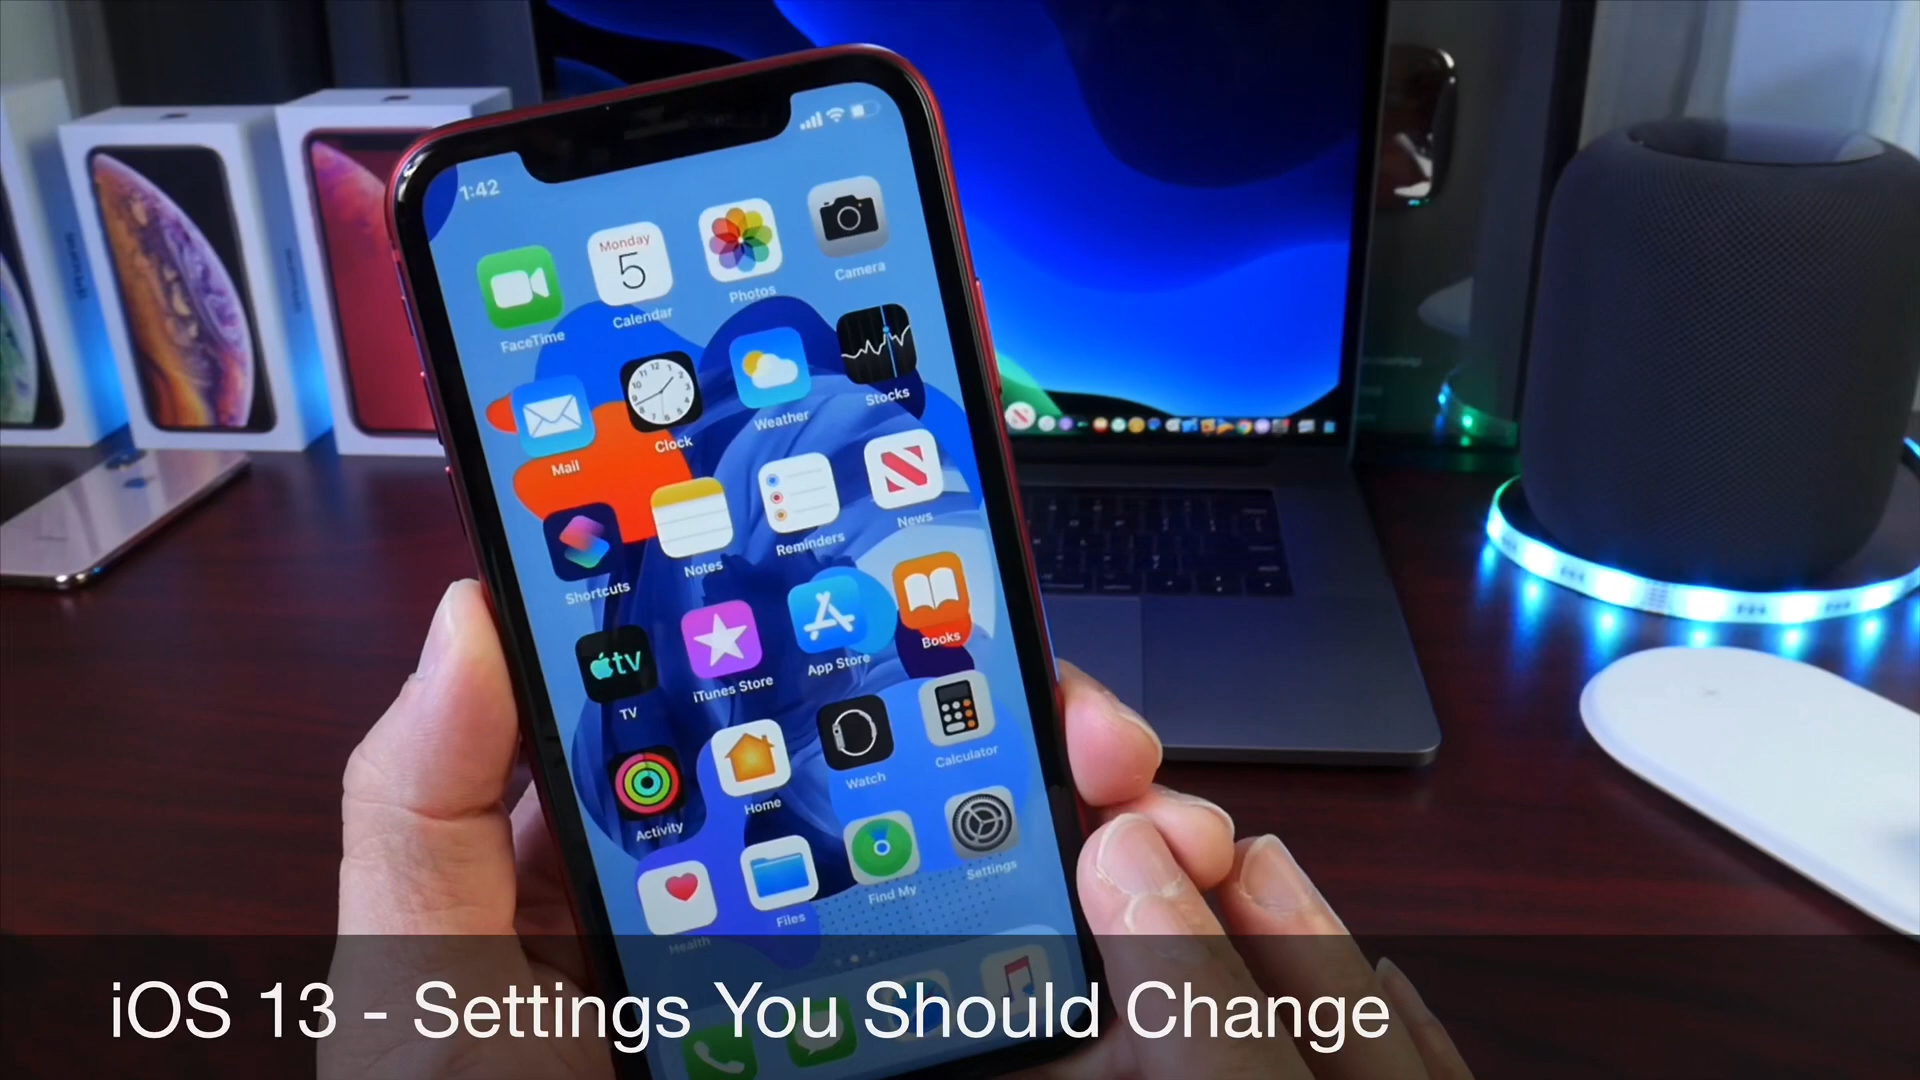 1:42
FaceTime
Monday
5
Calendar
Photos
Camera
Mail
Clock
Weather
Stocks
Shortcuts
Notes
Reminders
News
tv
TV
iTunes Store
App Store
Books
Activity
Home
Watch
Calculator
Health
Files
Find My
Settings
iOS 13 - Settings You Should Change